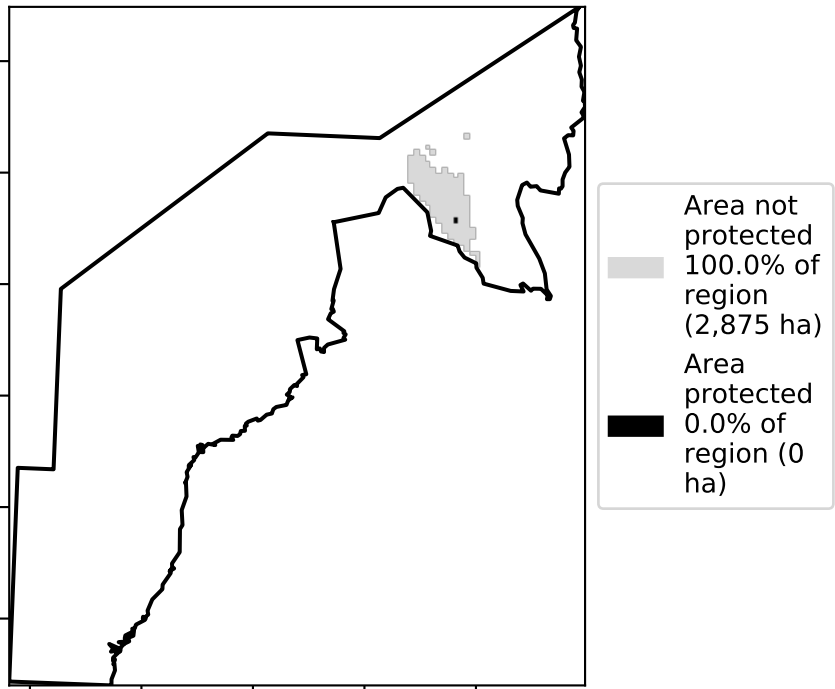 Area not
protected
100.0% of
region
(2,875 ha)
Area
protected
0.0% of
region (0
ha)